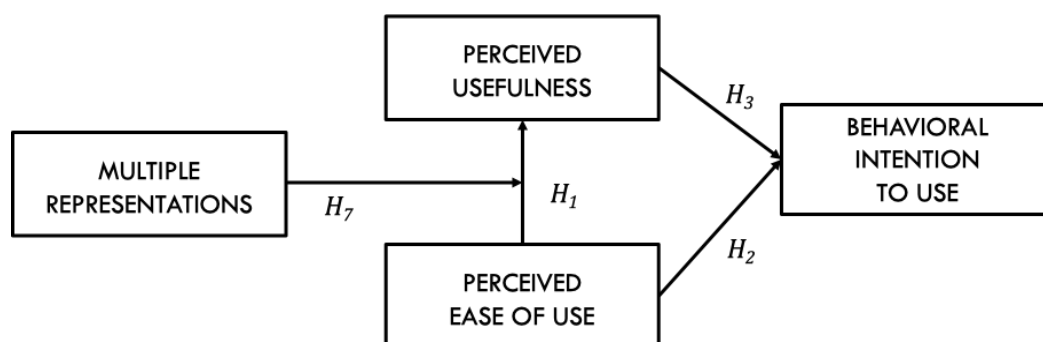 PERCEIVED
USEFULNESS
H₃
BEHAVIORAL
INTENTION
TO USE
MULTIPLE
REPRESENTATIONS
H₇
H₁
H₂
PERCEIVED
EASE OF USE